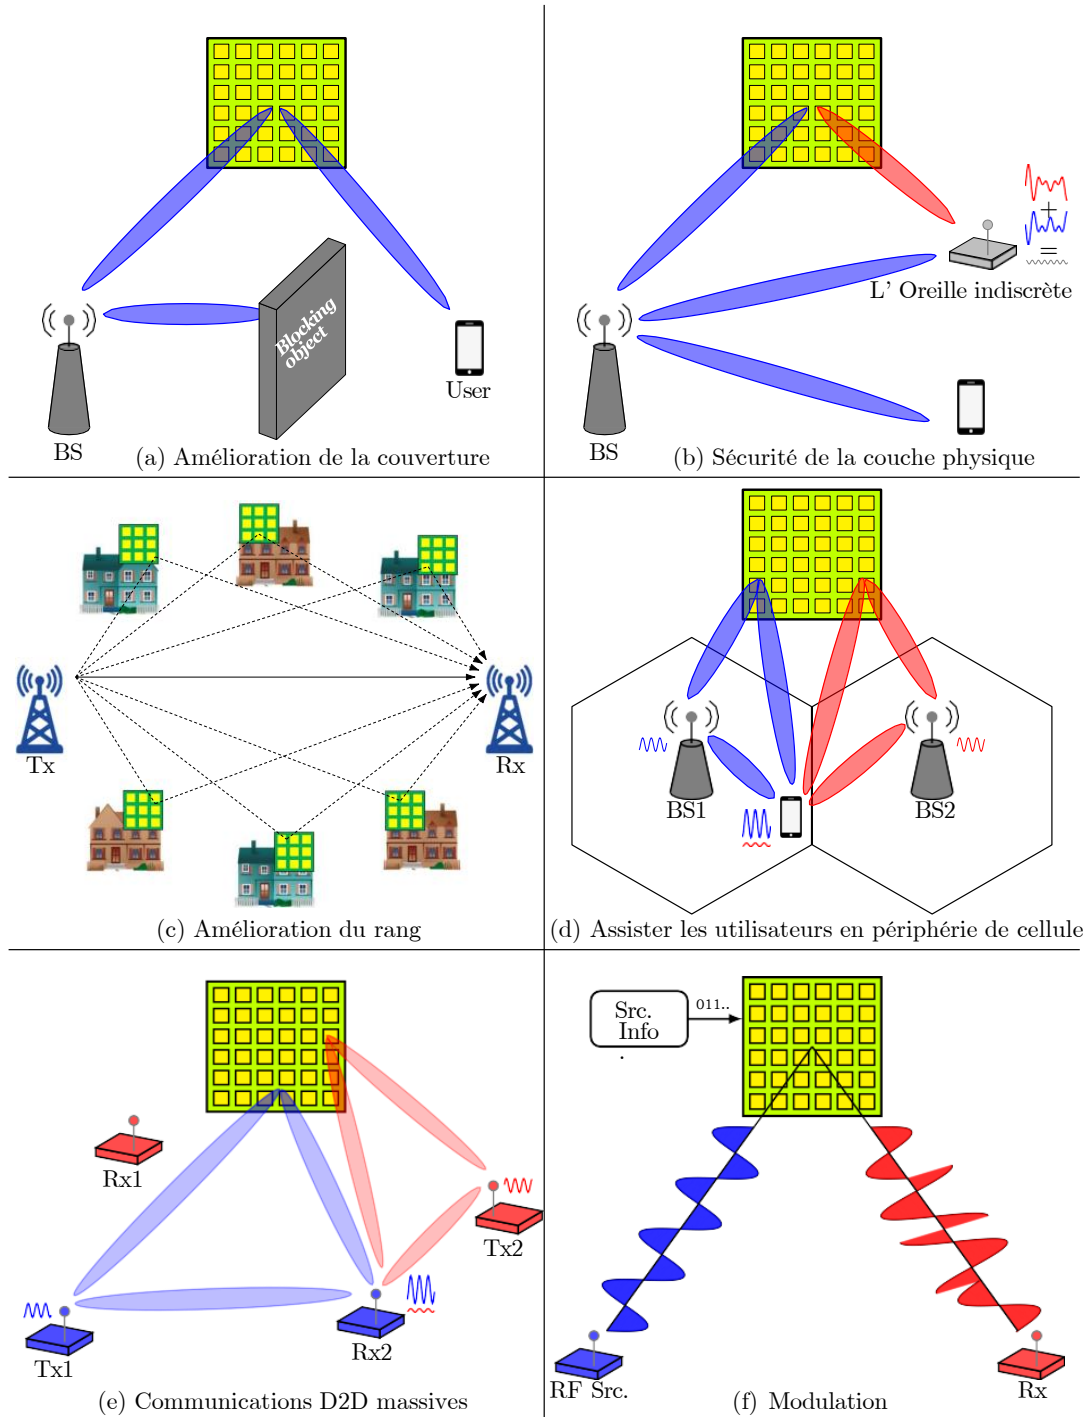 Blocking
object
BS
User
(a) Amélioration de la couverture
+
=
L' Oreille indiscrète
BS
(b) Sécurité de la couche physique
Tx
Rx
(c) Amélioration du rang
BS1
BS2
(d) Assister les utilisateurs en périphérie de cellule
Rx1
Tx2
Tx1
Rx2
(e) Communications D2D massives
Src.
Info
.
011..
RF Src.
Rx
(f) Modulation